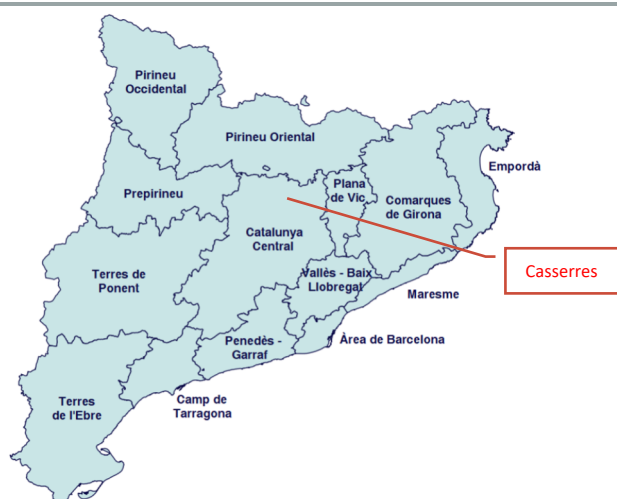 Pirineu
Occidental
Pirineu Oriental
Empordà
Prepirineu
Plana
de Vic
Comarques
de Girona
Catalunya
Central
Casserres
Terres de
Ponent
Vallès - Baix
Llobregat
Maresme
Penedès -
Garraf
Àrea de Barcelona
Terres
de l'Ebre
Camp de
Tarragona